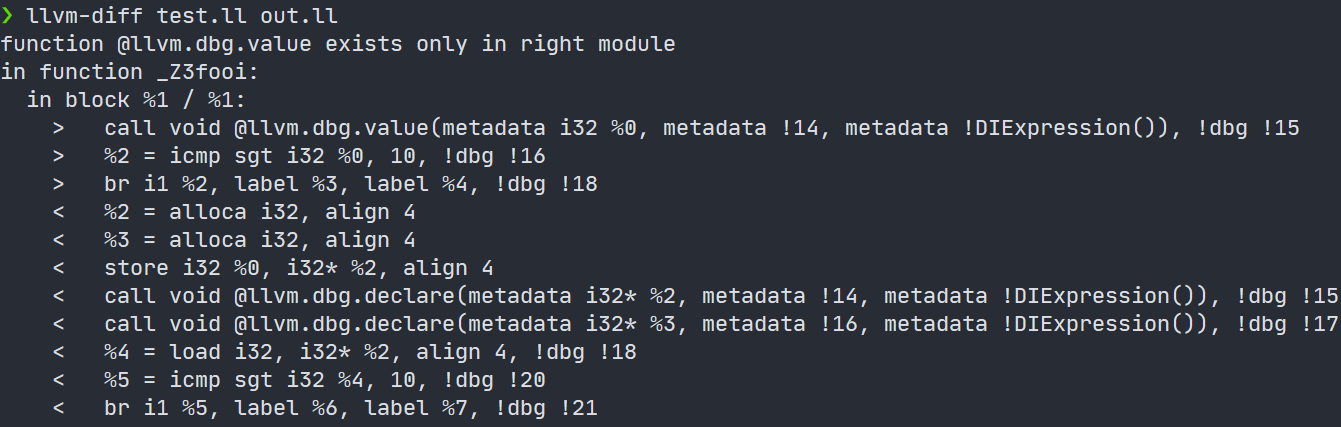 ❯ llvm-diff test.ll out.ll
function @llvm.dbg.value exists only in right module
in function _Z3fooi:
  in block %1 / %1:
    >   call void @llvm.dbg.value(metadata i32 %0, metadata !14, metadata !DIExpression()), !dbg !15
    >   %2 = icmp sgt i32 %0, 10, !dbg !16
    >   br i1 %2, label %3, label %4, !dbg !18
    <   %2 = alloca i32, align 4
    <   %3 = alloca i32, align 4
    <   store i32 %0, i32* %2, align 4
    <   call void @llvm.dbg.declare(metadata i32* %2, metadata !14, metadata !DIExpression()), !dbg !15
    <   call void @llvm.dbg.declare(metadata i32* %3, metadata !16, metadata !DIExpression()), !dbg !17
    <   %4 = load i32, i32* %2, align 4, !dbg !18
    <   %5 = icmp sgt i32 %4, 10, !dbg !20
    <   br i1 %5, label %6, label %7, !dbg !21